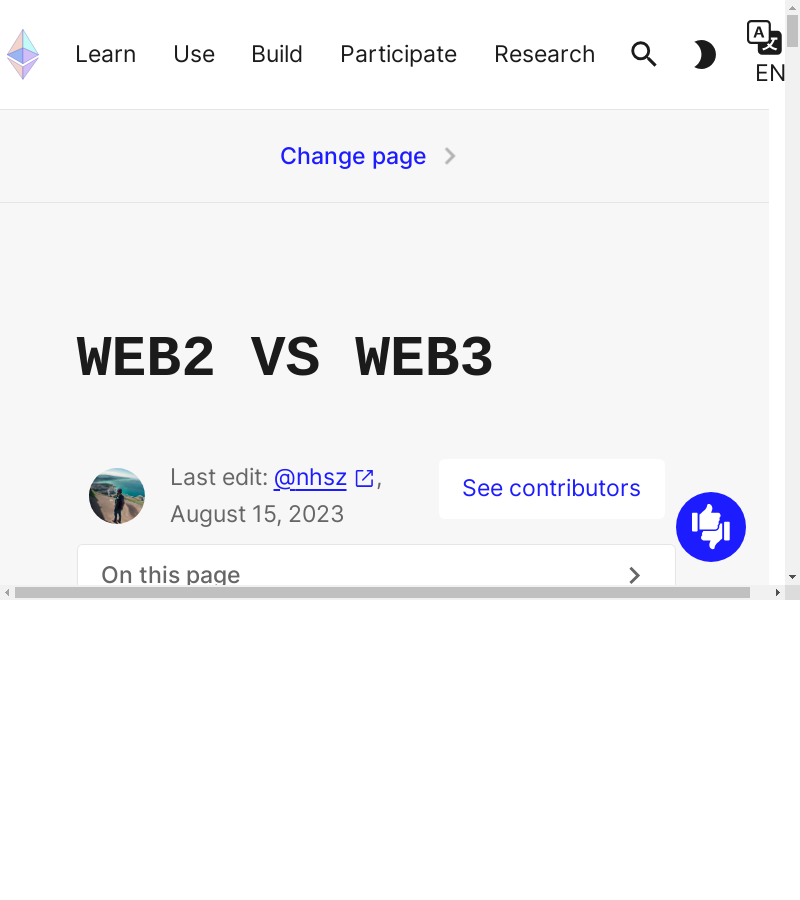 Learn Use Build Participate Research
EN
Change page
WEB2 VS WEB3
Last edit: @nhsz,
August 15, 2023
See contributors
On this page